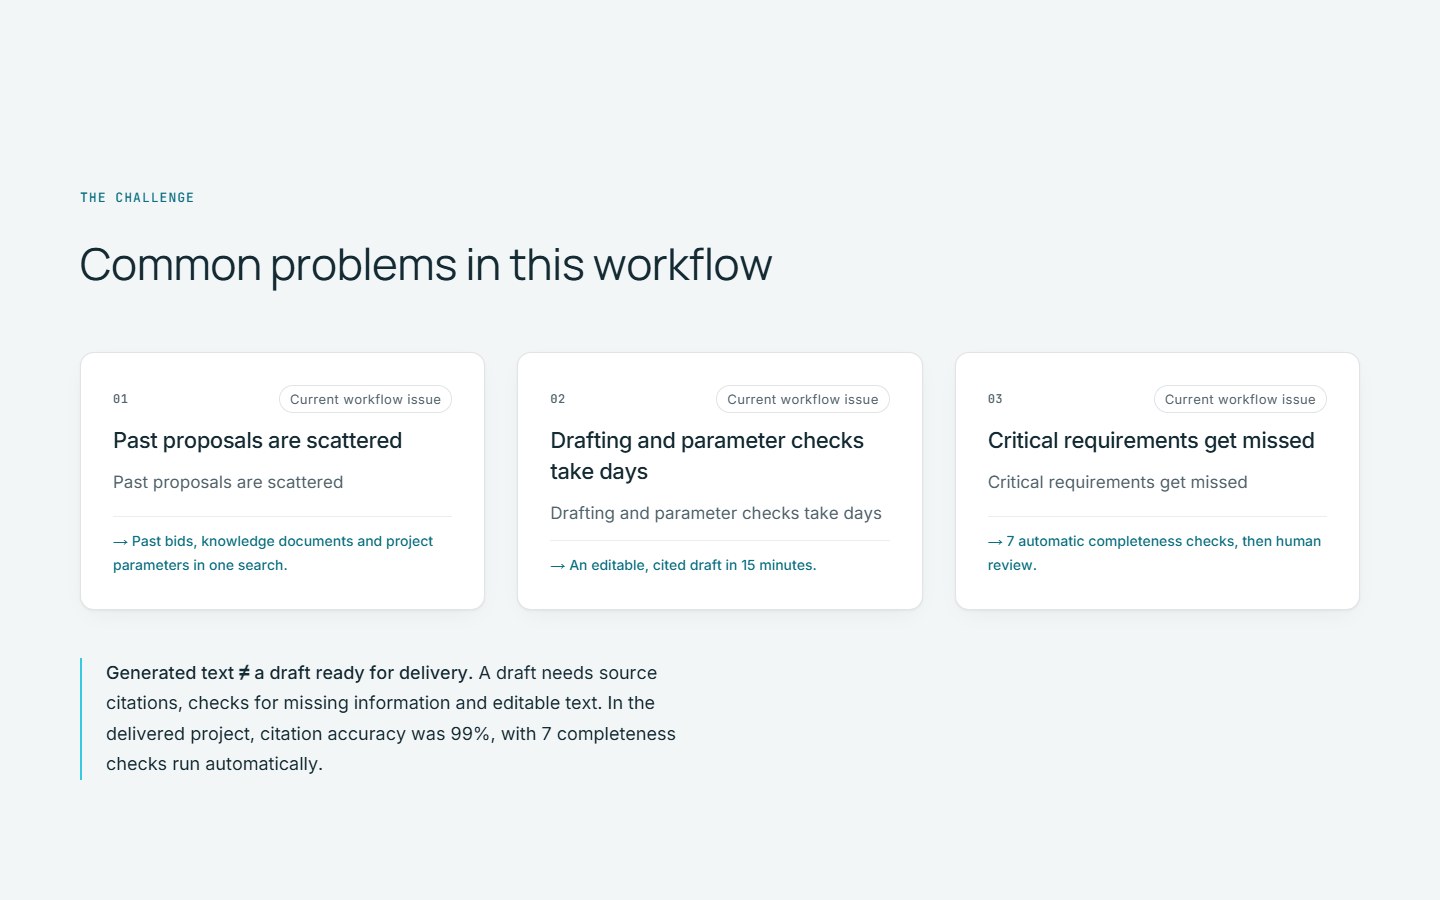 THE CHALLENGE
Common problems in this workflow
01
Current workflow issue
Past proposals are scattered
Past proposals are scattered
→ Past bids, knowledge documents and project
parameters in one search.
02
Current workflow issue
Drafting and parameter checks
take days
Drafting and parameter checks take days
→ An editable, cited draft in 15 minutes.
03
Current workflow issue
Critical requirements get missed
Critical requirements get missed
→ 7 automatic completeness checks, then human
review.
Generated text ≠ a draft ready for delivery. A draft needs source
citations, checks for missing information and editable text. In the
delivered project, citation accuracy was 99%, with 7 completeness
checks run automatically.